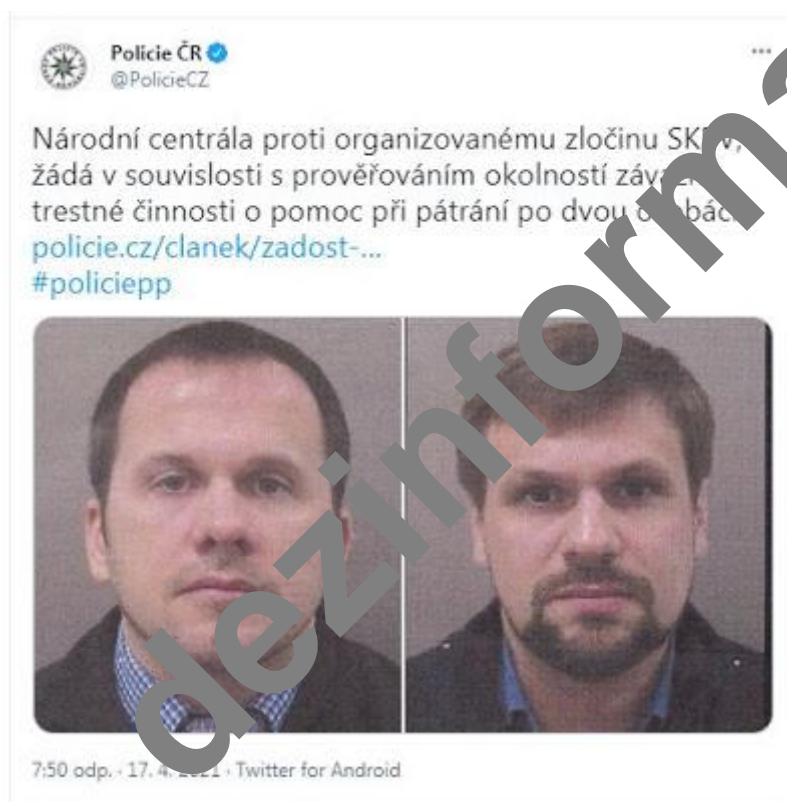 Policie ČR
@PolicieCZ
Národní centrála proti organizovanému zločinu
žádá v souvislosti s prověřováním okolností
trestné činnosti o pomoc při pátrání po dvou
policie.cz/clanek/zadost-...
#policiepp
7:50 odp. · 17. 4. · Twitter for Android
dezinforma